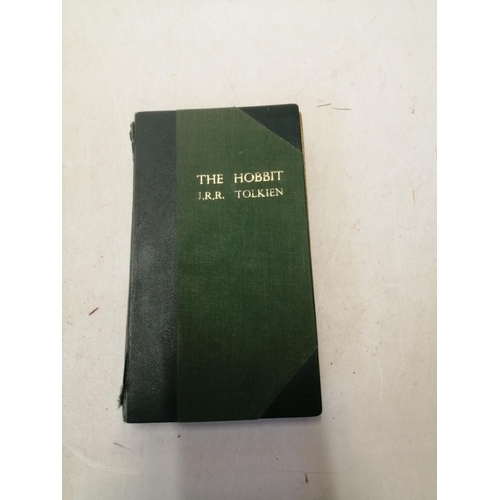 THE HOBBIT
J.R.R. TOLKIEN